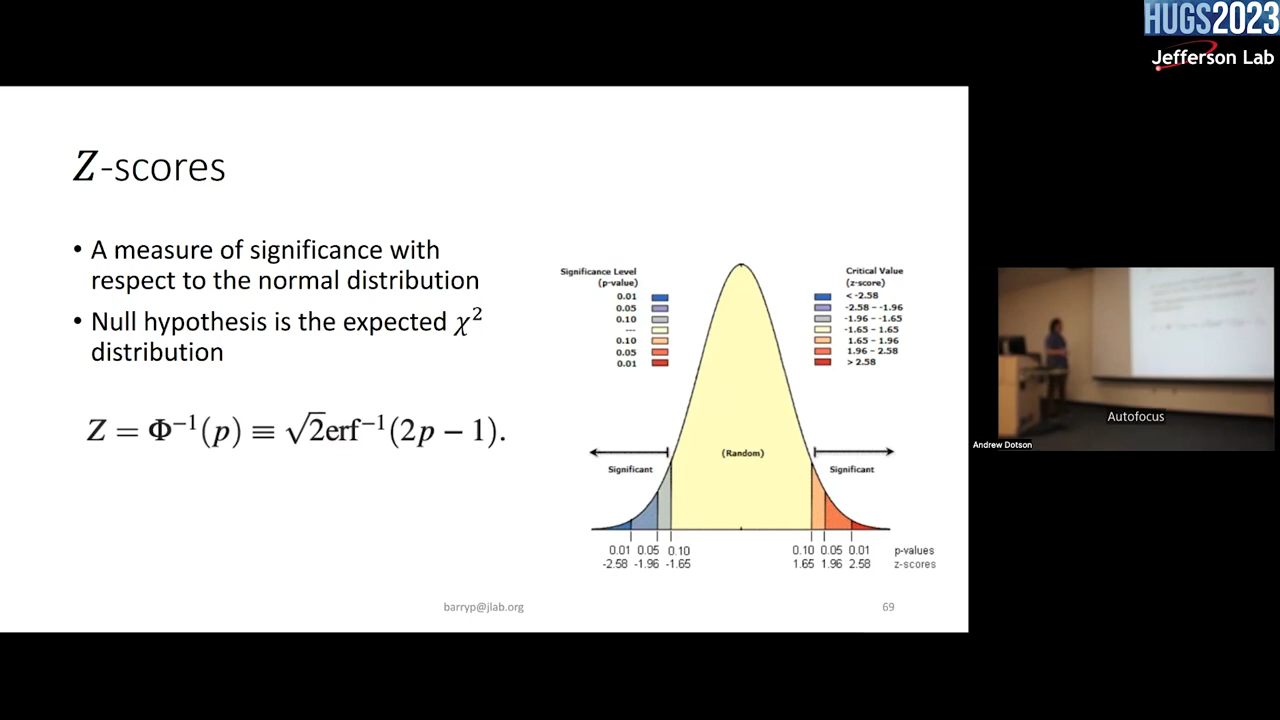 HUGS2023
Jefferson Lab
Z-scores
• A measure of significance with
respect to the normal distribution
• Null hypothesis is the expected χ²
distribution
Z = Φ⁻¹(p) ≡ √2erf⁻¹(2p − 1).
Significance Level
(p-value)
0.01
0.05
0.10
---
0.10
0.05
0.01
Critical Value
(z-score)
< -2.58
-2.58 – -1.96
-1.96 – -1.65
-1.65 – 1.65
1.65 – 1.96
1.96 – 2.58
> 2.58
Significant
(Random)
Significant
0.01 0.05 0.10 0.10 0.05 0.01 p-values
-2.58 -1.96 -1.65 1.65 1.96 2.58 z-scores
barryp@jlab.org
69
Autofocus
Andrew Dotson